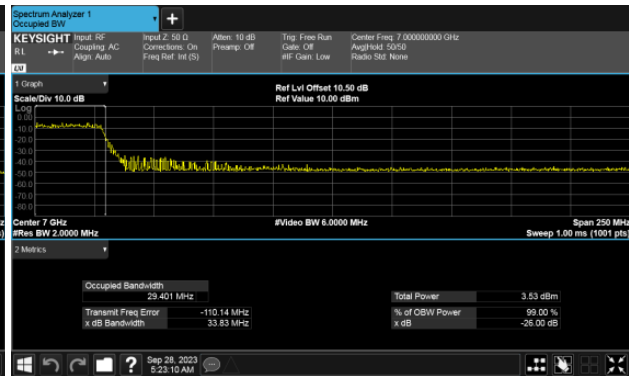 Spectrum Analyzer 1
Occupied BW
+
KEYSIGHT Input: RF Input Z: 50 Ω Atten: 10 dB Trig: Free Run Center Freq: 7.000000000 GHz
RL Coupling: AC Corrections: On Preamp: Off Gate: Off Avg|Hold: 50/50
Align: Auto Freq Ref: Int (S) #IF Gain: Low Radio Std: None
LXI
1 Graph Ref Lvl Offset 10.50 dB
Scale/Div 10.0 dB Ref Value 10.00 dBm
Log
0.00
-10.0
-20.0
-30.0
-40.0
-50.0
-60.0
-70.0
-80.0
Center 7 GHz #Video BW 6.0000 MHz Span 250 MHz
#Res BW 2.0000 MHz Sweep 1.00 ms (1001 pts)
2 Metrics
Occupied Bandwidth
29.401 MHz Total Power 3.53 dBm
Transmit Freq Error -110.14 MHz % of OBW Power 99.00 %
x dB Bandwidth 33.83 MHz x dB -26.00 dB
? Sep 28, 2023
5:23:10 AM